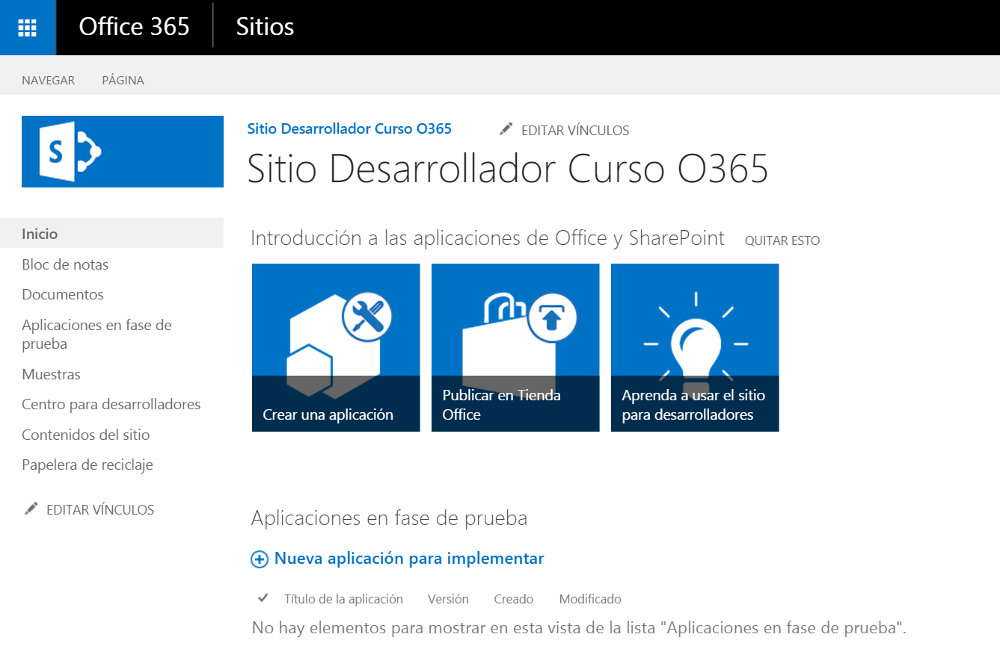 Office 365 Sitios
NAVEGAR PÁGINA
S
Sitio Desarrollador Curso O365 EDITAR VÍNCULOS
Sitio Desarrollador Curso O365
Inicio
Bloc de notas
Documentos
Aplicaciones en fase de
prueba
Muestras
Centro para desarrolladores
Contenidos del sitio
Papelera de reciclaje
EDITAR VÍNCULOS
Introducción a las aplicaciones de Office y SharePoint QUITAR ESTO
Crear una aplicación
Publicar en Tienda
Office
Aprenda a usar el sitio
para desarrolladores
Aplicaciones en fase de prueba
Nueva aplicación para implementar
Título de la aplicación Versión Creado Modificado
No hay elementos para mostrar en esta vista de la lista "Aplicaciones en fase de prueba".